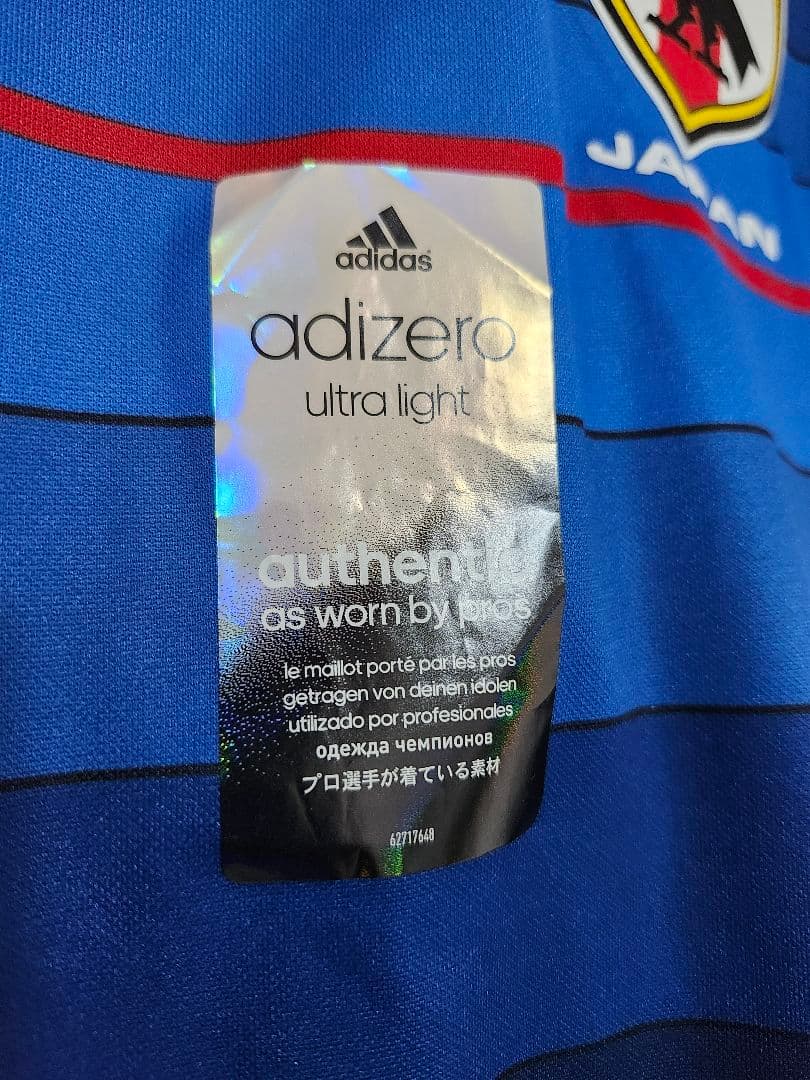 JAPAN
adidas
adizero
ultra light
authentic
as worn by pros
le maillot porté par les pros
getragen von deinen idolen
utilizado por profesionales
одежда чемпионов
プロ選手が着ている素材
62717648